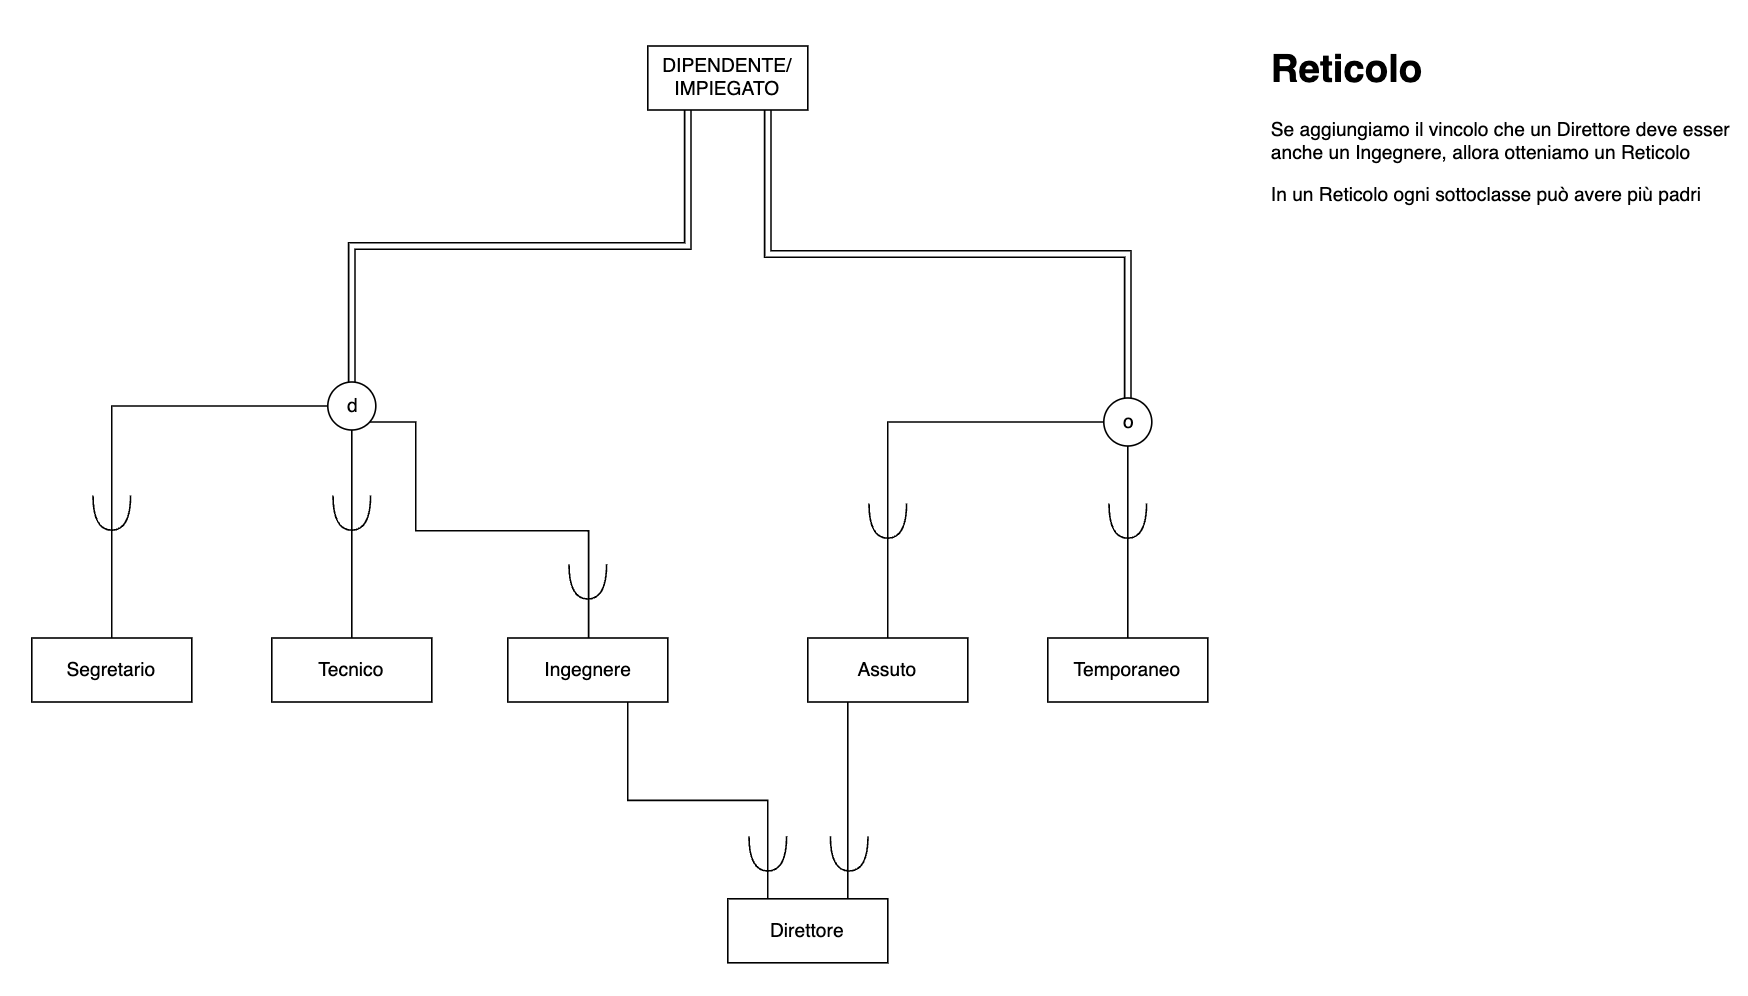 DIPENDENTE/
IMPIEGATO
Reticolo
Se aggiungiamo il vincolo che un Direttore deve esser
anche un Ingegnere, allora otteniamo un Reticolo
In un Reticolo ogni sottoclasse può avere più padri
d
o
Segretario
Tecnico
Ingegnere
Assuto
Temporaneo
Direttore